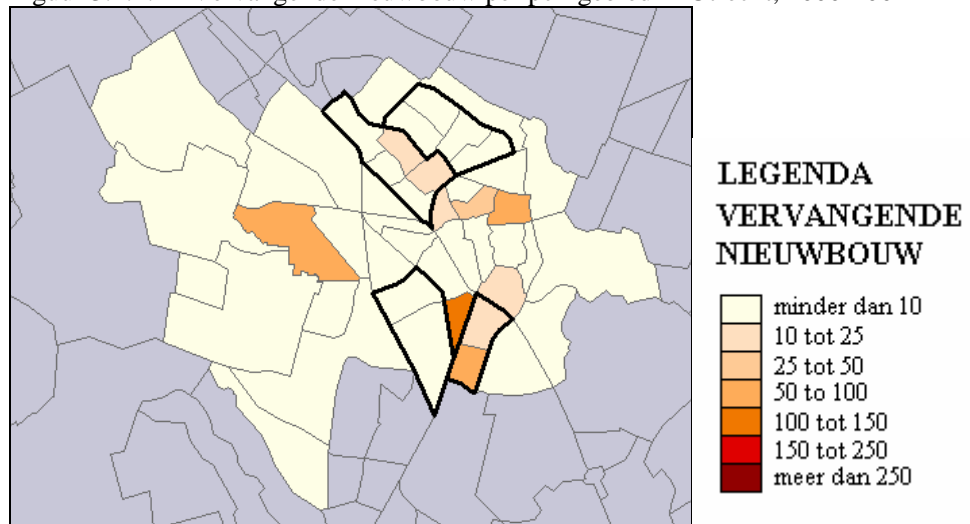 LEGENDA
VERVANGENDE
NIEUWBOUW
minder dan 10
10 tot 25
25 tot 50
50 to 100
100 tot 150
150 tot 250
meer dan 250